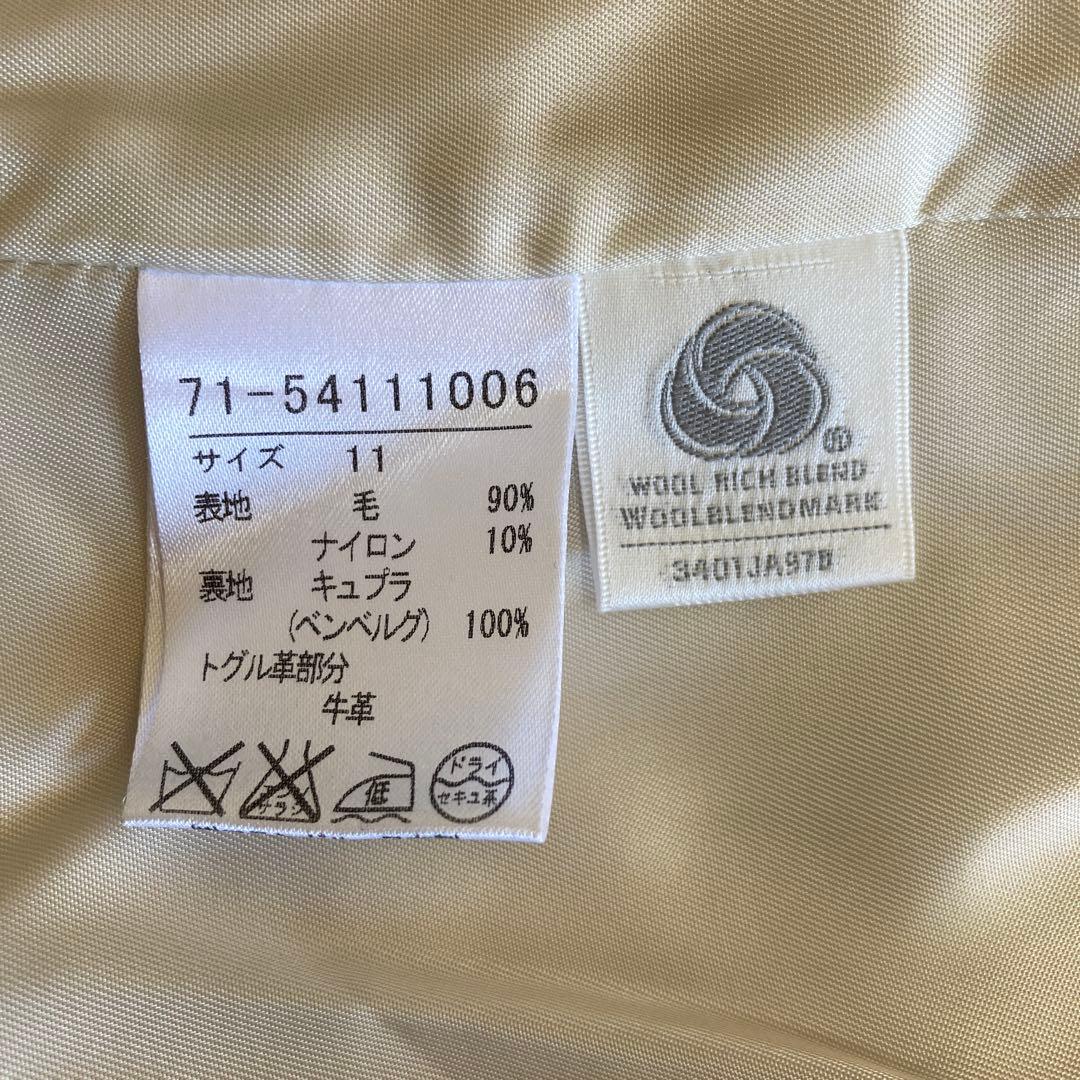 71-54111006
サイズ 11
表地 毛 90%
ナイロン 10%
裏地 キュプラ
(ベンベルグ) 100%
トグル革部分
牛革
低
ドライ
セキユ系
WOOL RICH BLEND
WOOLBLENDMARK
3401JA97B